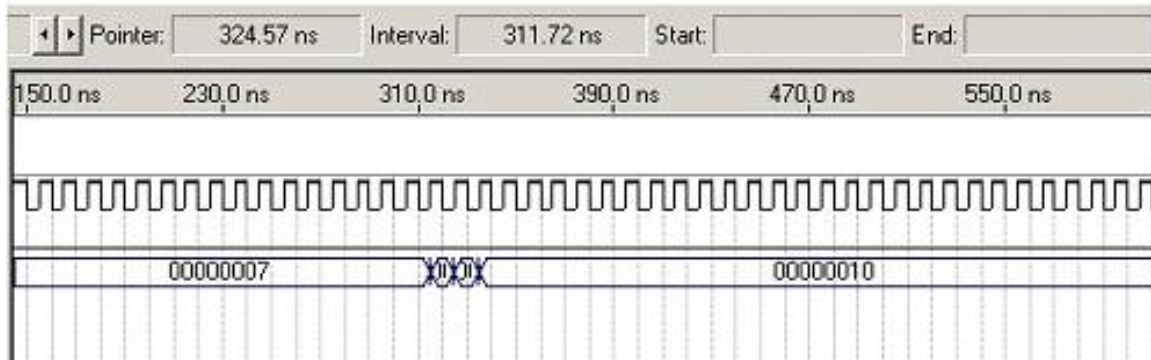 Pointer: 324.57 ns Interval: 311.72 ns Start: End:
150.0 ns 230.0 ns 310.0 ns 390.0 ns 470.0 ns 550.0 ns
00000007 00000010